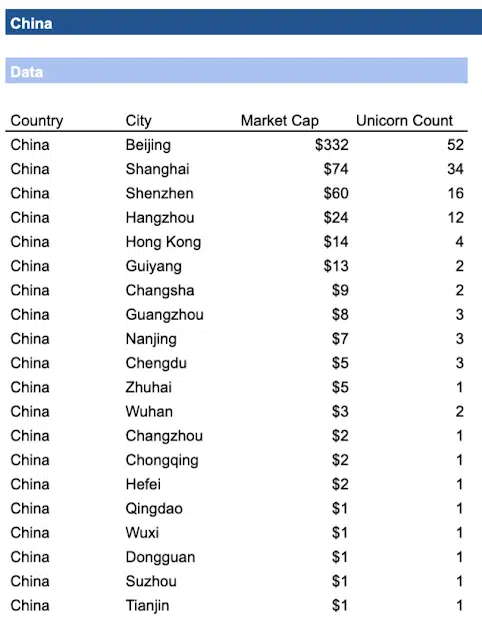 China
Data
Country City Market Cap Unicorn Count
China Beijing $332 52
China Shanghai $74 34
China Shenzhen $60 16
China Hangzhou $24 12
China Hong Kong $14 4
China Guiyang $13 2
China Changsha $9 2
China Guangzhou $8 3
China Nanjing $7 3
China Chengdu $5 3
China Zhuhai $5 1
China Wuhan $3 2
China Changzhou $2 1
China Chongqing $2 1
China Hefei $2 1
China Qingdao $1 1
China Wuxi $1 1
China Dongguan $1 1
China Suzhou $1 1
China Tianjin $1 1